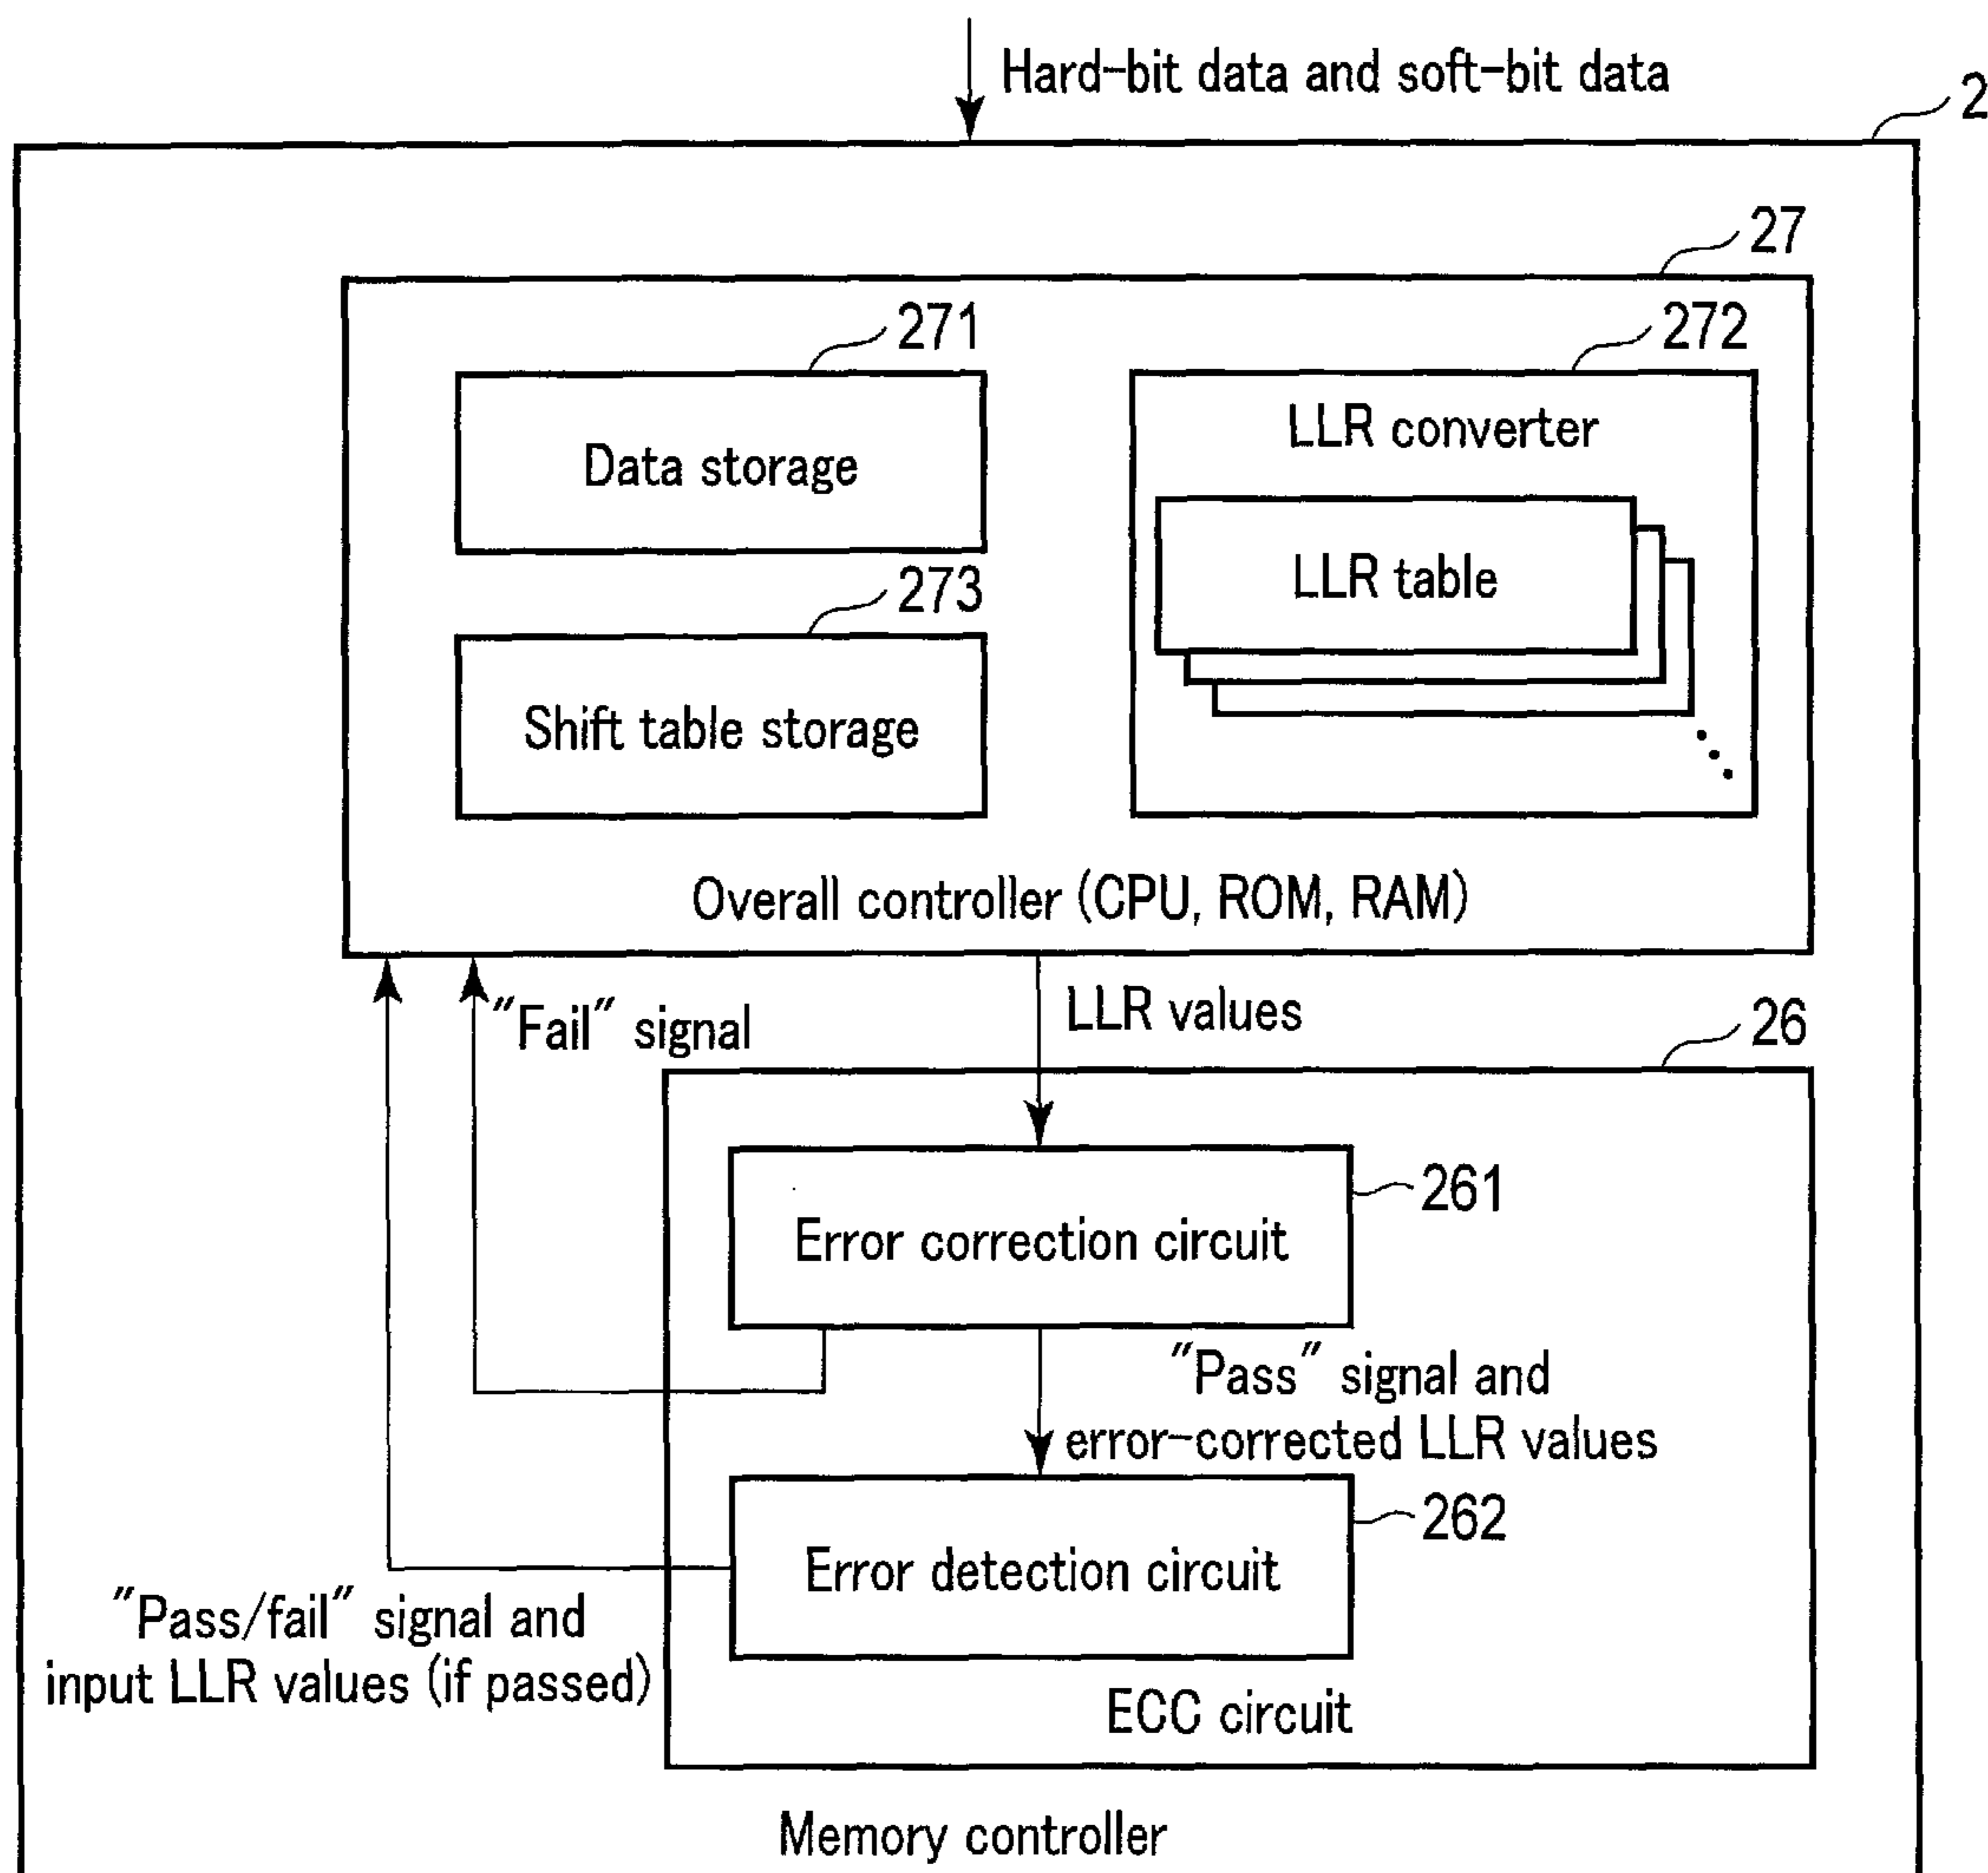 Hard-bit data and soft-bit data
2
27
271
272
Data storage
LLR converter
LLR table
273
Shift table storage
Overall controller (CPU, ROM, RAM)
"Fail" signal
LLR values
26
261
Error correction circuit
"Pass" signal and
error-corrected LLR values
262
Error detection circuit
"Pass/fail" signal and
input LLR values (if passed)
ECC circuit
Memory controller